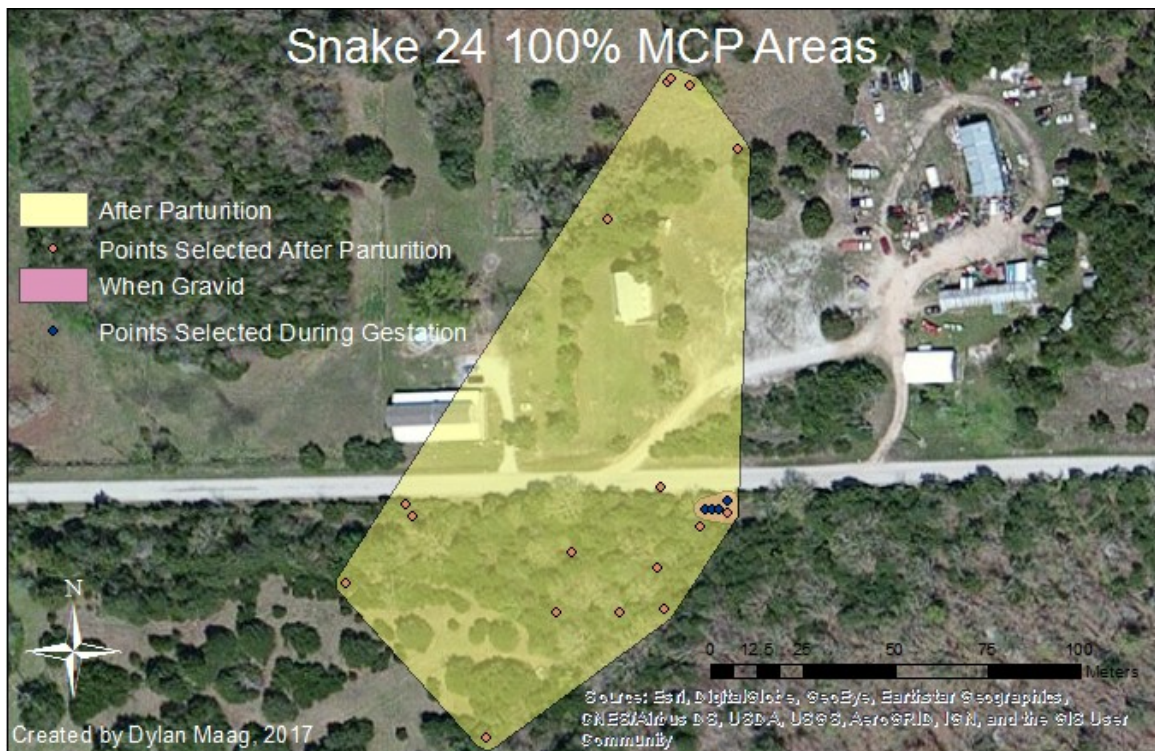 Snake 24 100% MCP Areas
After Parturition
Points Selected After Parturition
When Gravid
Points Selected During Gestation
N
0 12.5 25 50 75 100
Meters
Source: Esri, DigitalGlobe, GeoEye, Earthstar Geographics,
CNES/Airbus DS, USDA, USGS, AeroGRID, IGN, and the GIS User
Community
Created by Dylan Maag, 2017